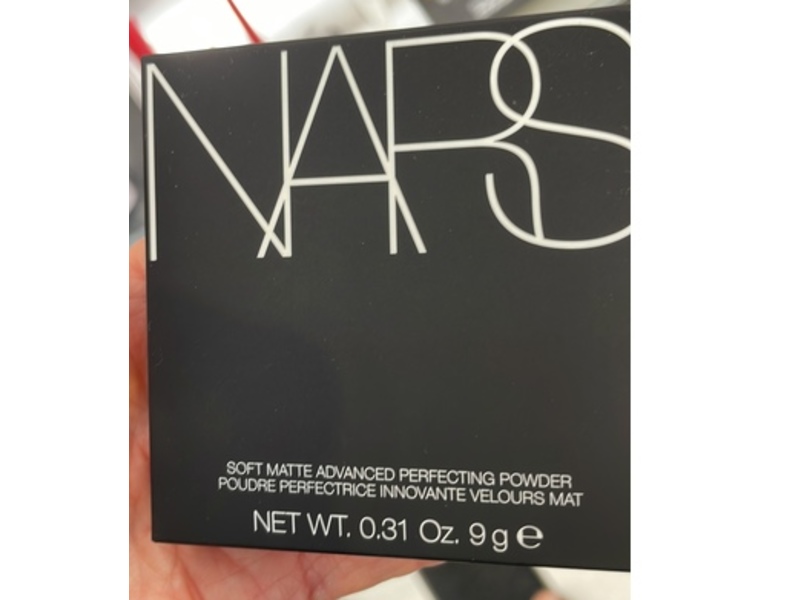 NARS
SOFT MATTE ADVANCED PERFECTING POWDER
POUDRE PERFECTRICE INNOVANTE VELOURS MAT
NET WT. 0.31 Oz. 9 g ℮